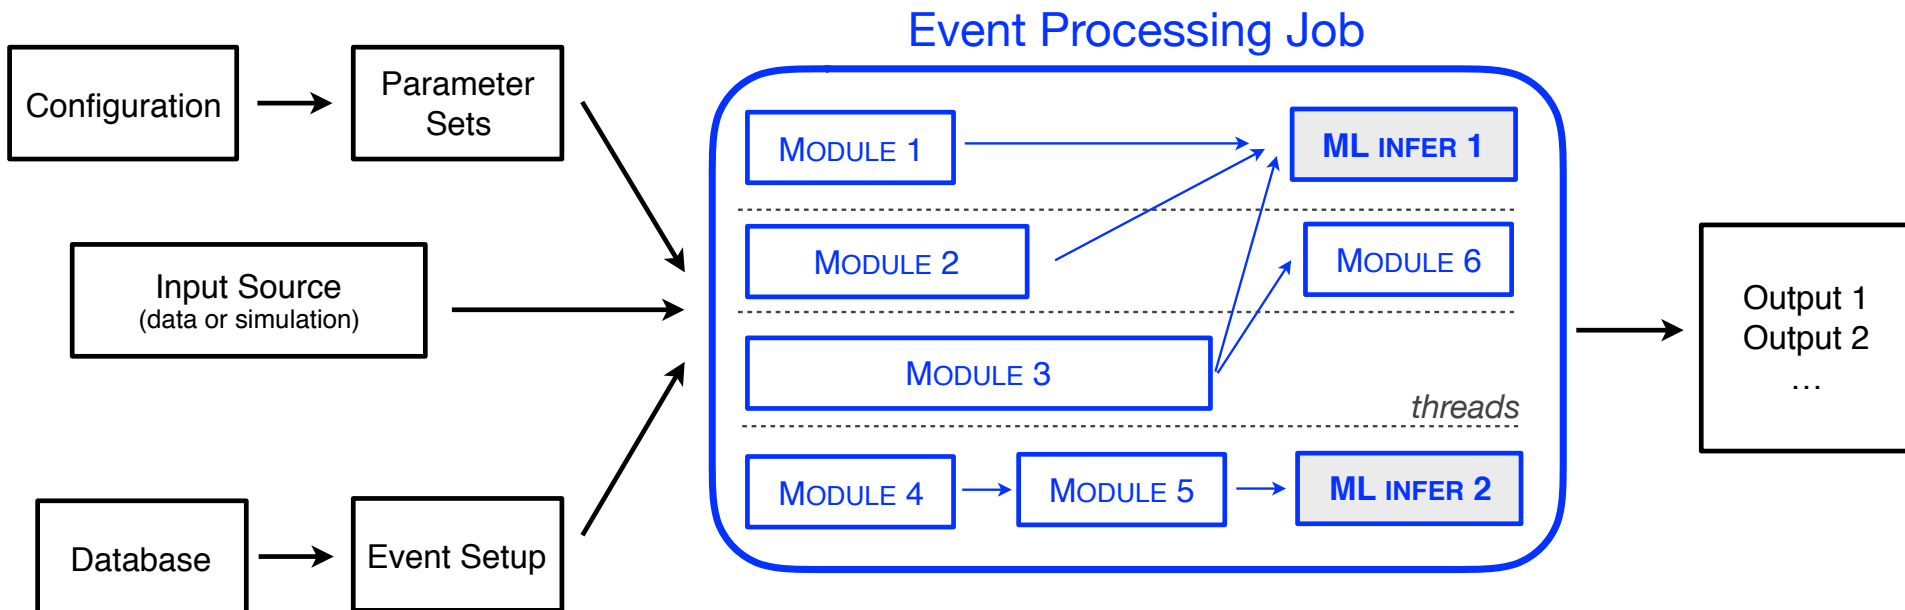 Event Processing Job
Configuration
Parameter
Sets
Input Source
(data or simulation)
Database
Event Setup
MODULE 1
ML INFER 1
MODULE 2
MODULE 6
MODULE 3
threads
MODULE 4
MODULE 5
ML INFER 2
Output 1
Output 2
...